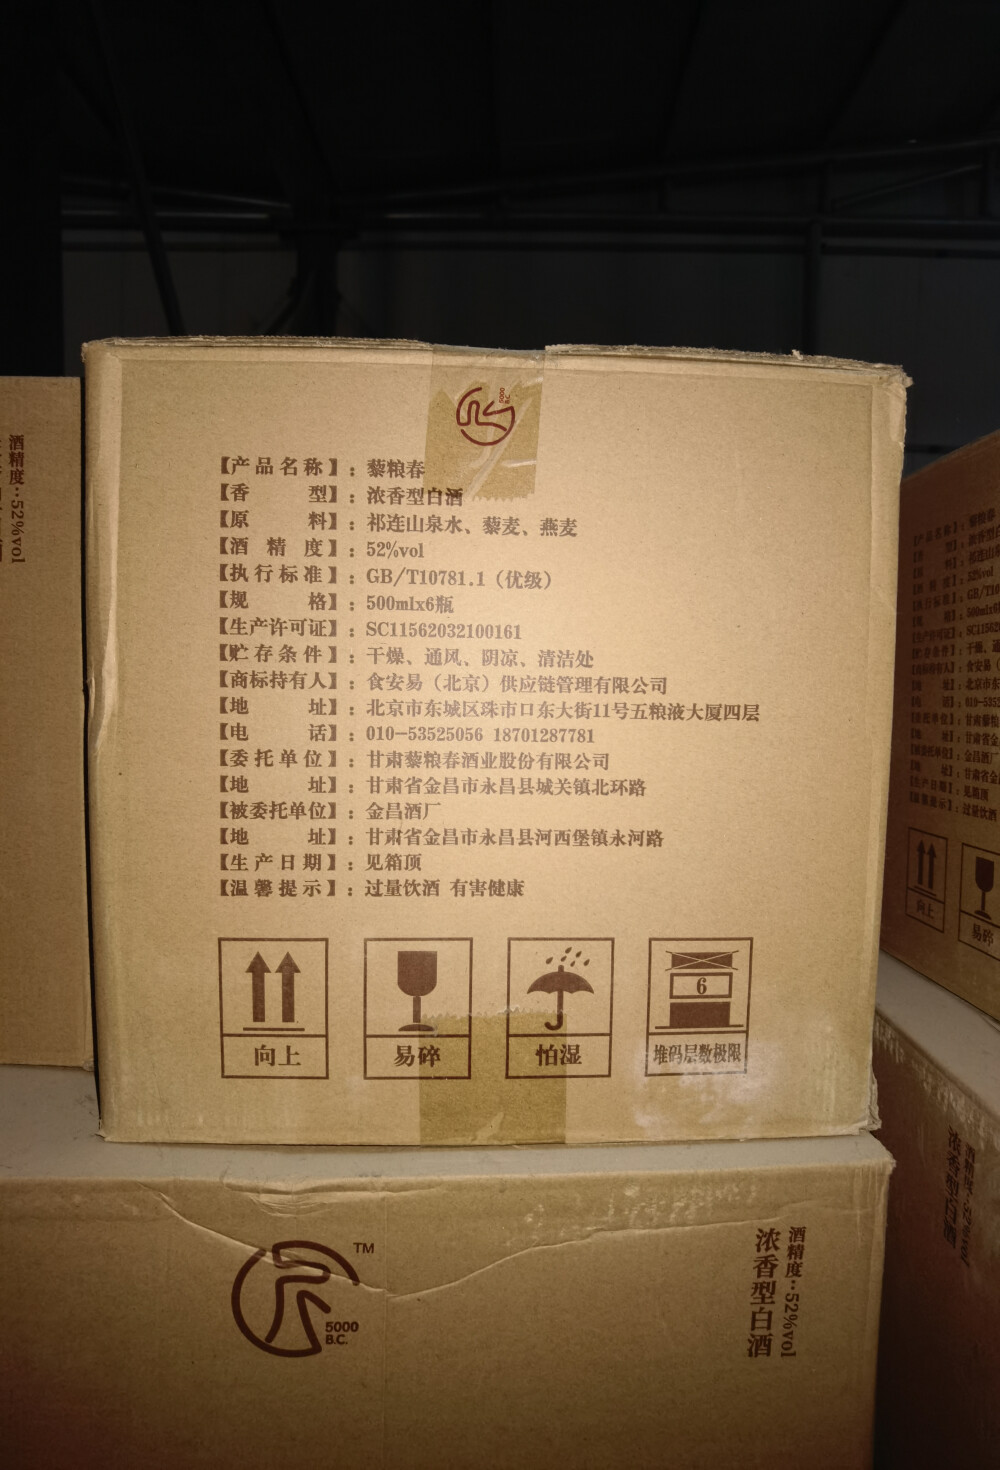 5000
B.C.
【产品名称】：藜粮春
【香型】：浓香型白酒
【原料】：祁连山泉水、藜麦、燕麦
【酒精度】：52%vol
【执行标准】：GB/T10781.1（优级）
【规格】：500mlx6瓶
【生产许可证】：SC11562032100161
【贮存条件】：干燥、通风、阴凉、清洁处
【商标持有人】：食安易（北京）供应链管理有限公司
【地址】：北京市东城区珠市口东大街11号五粮液大厦四层
【电话】：010-53525056 18701287781
【委托单位】：甘肃藜粮春酒业股份有限公司
【地址】：甘肃省金昌市永昌县城关镇北环路
【被委托单位】：金昌酒厂
【地址】：甘肃省金昌市永昌县河西堡镇永河路
【生产日期】：见箱顶
【温馨提示】：过量饮酒 有害健康
6
向上
易碎
怕湿
堆码层数极限
酒精度：52%vol
TM
5000
B.C.
酒精度：52%vol
浓香型白酒
向上
易碎
酒精度：52%vol
浓香型白酒